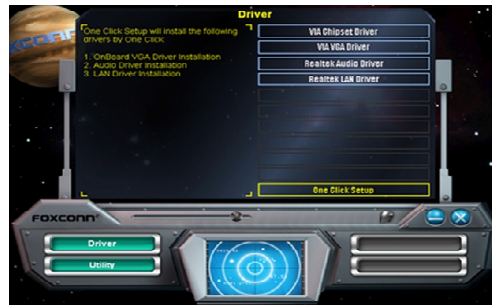 Driver
One Click Setup will install the following
drivers by One Click.
1. OnBoard VGA Driver Installation
2. Audio Driver Installation
3. LAN Driver Installation
VIA Chipset Driver
VIA VGA Driver
Realtek Audio Driver
Realtek LAN Driver
One Click Setup
FOXCONN
Driver
Utility